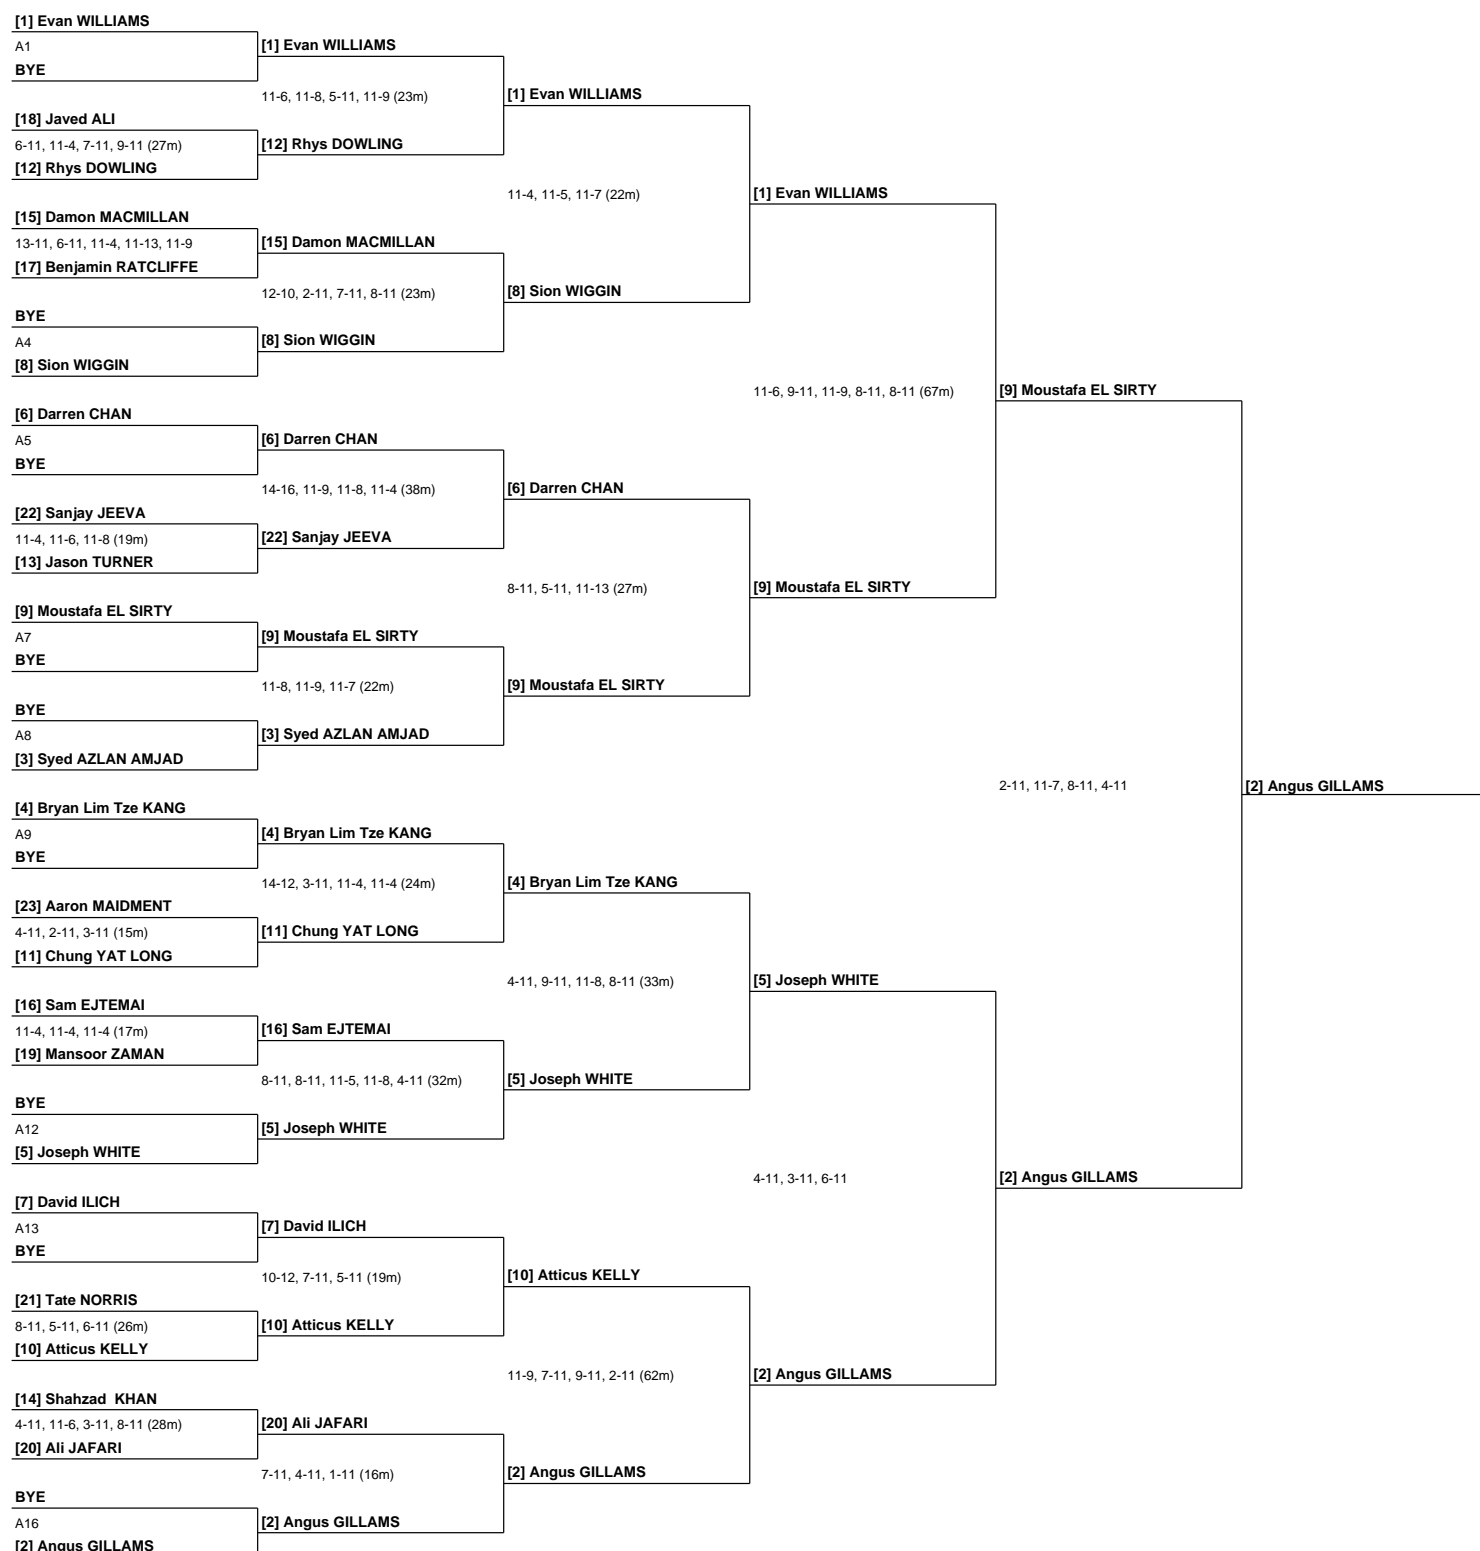 [1] Evan WILLIAMS
A1
BYE
[18] Javed ALI
6-11, 11-4, 7-11, 9-11 (27m)
[12] Rhys DOWLING
[15] Damon MACMILLAN
13-11, 6-11, 11-4, 11-13, 11-9
[17] Benjamin RATCLIFFE
BYE
A4
[8] Sion WIGGIN
[6] Darren CHAN
A5
BYE
[22] Sanjay JEEVA
11-4, 11-6, 11-8 (19m)
[13] Jason TURNER
[9] Moustafa EL SIRTY
A7
BYE
BYE
A8
[3] Syed AZLAN AMJAD
[4] Bryan Lim Tze KANG
A9
BYE
[23] Aaron MAIDMENT
4-11, 2-11, 3-11 (15m)
[11] Chung YAT LONG
[16] Sam EJTEMAI
11-4, 11-4, 11-4 (17m)
[19] Mansoor ZAMAN
BYE
A12
[5] Joseph WHITE
[7] David ILICH
A13
BYE
[21] Tate NORRIS
8-11, 5-11, 6-11 (26m)
[10] Atticus KELLY
[14] Shahzad  KHAN
4-11, 11-6, 3-11, 8-11 (28m)
[20] Ali JAFARI
BYE
A16
[2] Angus GILLAMS
[1] Evan WILLIAMS
11-6, 11-8, 5-11, 11-9 (23m)
[12] Rhys DOWLING
[15] Damon MACMILLAN
12-10, 2-11, 7-11, 8-11 (23m)
[8] Sion WIGGIN
[6] Darren CHAN
14-16, 11-9, 11-8, 11-4 (38m)
[22] Sanjay JEEVA
[9] Moustafa EL SIRTY
11-8, 11-9, 11-7 (22m)
[3] Syed AZLAN AMJAD
[4] Bryan Lim Tze KANG
14-12, 3-11, 11-4, 11-4 (24m)
[11] Chung YAT LONG
[16] Sam EJTEMAI
8-11, 8-11, 11-5, 11-8, 4-11 (32m)
[5] Joseph WHITE
[7] David ILICH
10-12, 7-11, 5-11 (19m)
[10] Atticus KELLY
[20] Ali JAFARI
7-11, 4-11, 1-11 (16m)
[2] Angus GILLAMS
[1] Evan WILLIAMS
11-4, 11-5, 11-7 (22m)
[8] Sion WIGGIN
[6] Darren CHAN
8-11, 5-11, 11-13 (27m)
[9] Moustafa EL SIRTY
[4] Bryan Lim Tze KANG
4-11, 9-11, 11-8, 8-11 (33m)
[5] Joseph WHITE
[10] Atticus KELLY
11-9, 7-11, 9-11, 2-11 (62m)
[2] Angus GILLAMS
[1] Evan WILLIAMS
11-6, 9-11, 11-9, 8-11, 8-11 (67m)
[9] Moustafa EL SIRTY
[5] Joseph WHITE
4-11, 3-11, 6-11
[2] Angus GILLAMS
[9] Moustafa EL SIRTY
2-11, 11-7, 8-11, 4-11
[2] Angus GILLAMS
[2] Angus GILLAMS